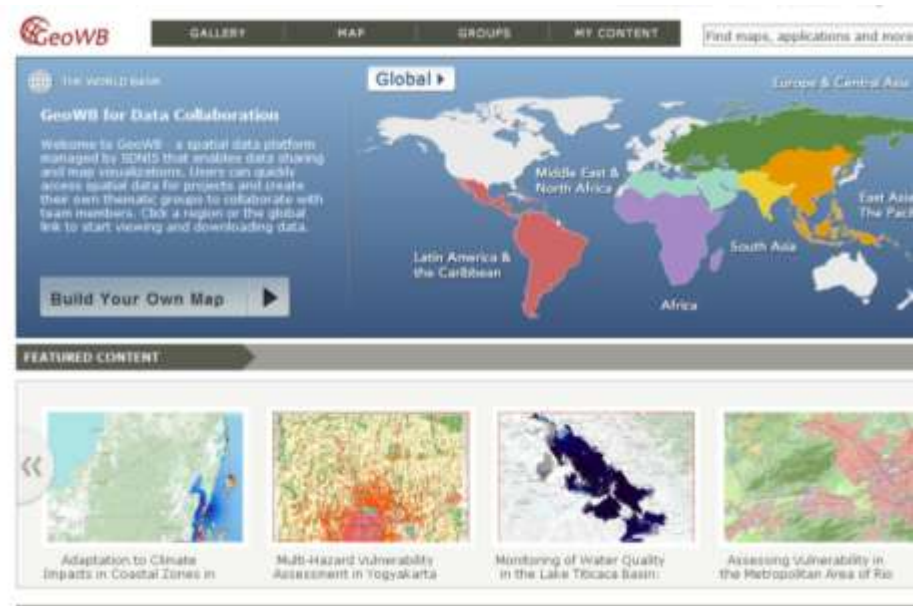 GeoWB
GALLERY
MAP
GROUPS
MY CONTENT
Find maps, applications and more
THE WORLD BANK
GeoWB for Data Collaboration
Welcome to GeoWB - a spatial data platform
managed by SDNIS that enables data sharing
and map visualizations. Users can quickly
access spatial data for projects and create
their own thematic groups to collaborate with
team members. Click a region or the global
link to start viewing and downloading data.
Build Your Own Map
Global
Europe & Central Asia
Middle East &
North Africa
East Asia
The Pac
South Asia
Latin America &
the Caribbean
Africa
FEATURED CONTENT
Adaptation to Climate
Impacts in Coastal Zones in
Multi-Hazard Vulnerability
Assessment in Yogyakarta
Monitoring of Water Quality
in the Lake Titicaca Basin:
Assessing Vulnerability in
the Metropolitan Area of Rio